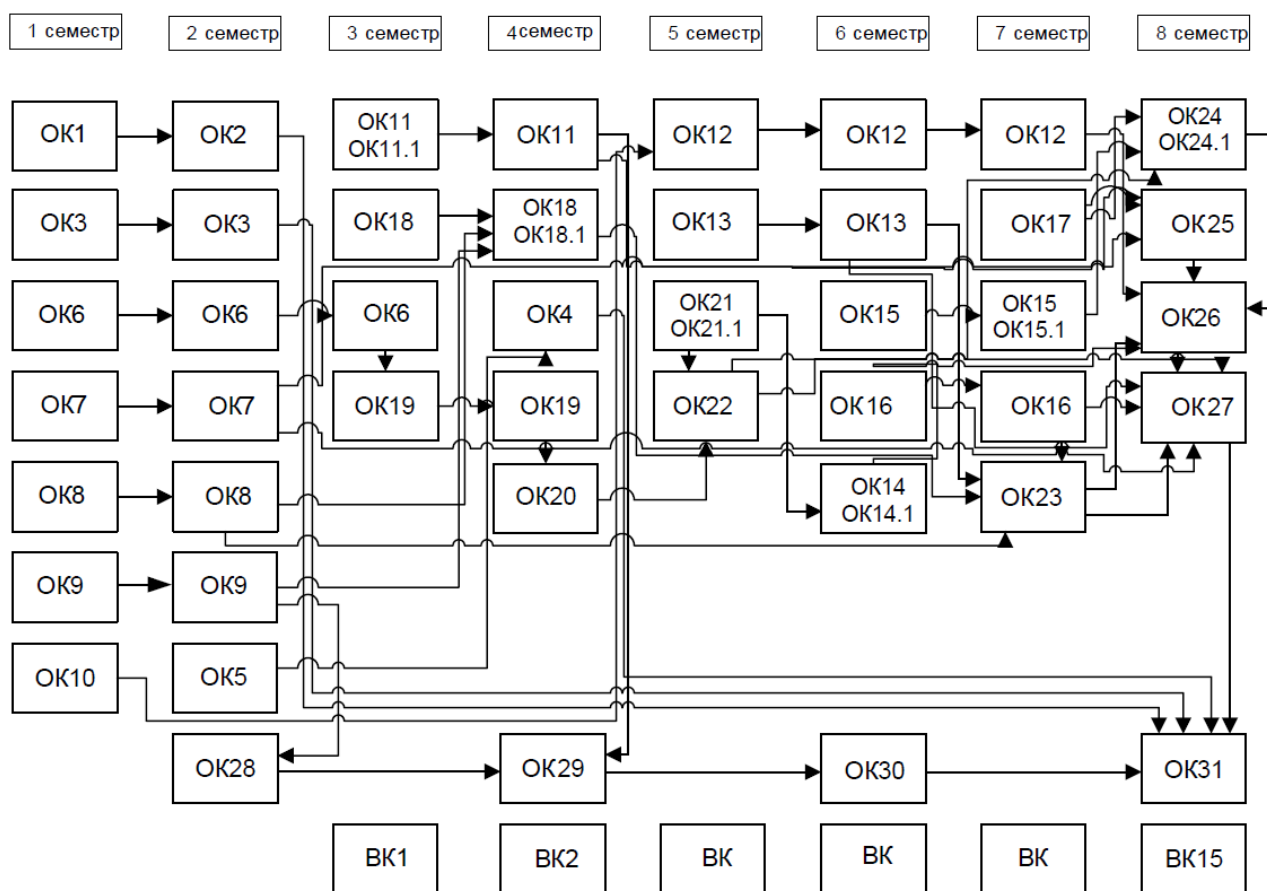 1 семестр
2 семестр
3 семестр
4семестр
5 семестр
6 семестр
7 семестр
8 семестр
ОК1
ОК2
ОК11
ОК11.1
ОК11
ОК12
ОК12
ОК12
ОК24
ОК24.1
ОК3
ОК3
ОК18
ОК18
ОК18.1
ОК13
ОК13
ОК17
ОК25
ОК6
ОК6
ОК6
ОК4
ОК21
ОК21.1
ОК15
ОК15
ОК15.1
ОК26
ОК7
ОК7
ОК19
ОК19
ОК22
ОК16
ОК16
ОК27
ОК8
ОК8
ОК20
ОК14
ОК14.1
ОК23
ОК9
ОК9
ОК10
ОК5
ОК28
ОК29
ОК30
ОК31
ВК1
ВК2
ВК
ВК
ВК
ВК15